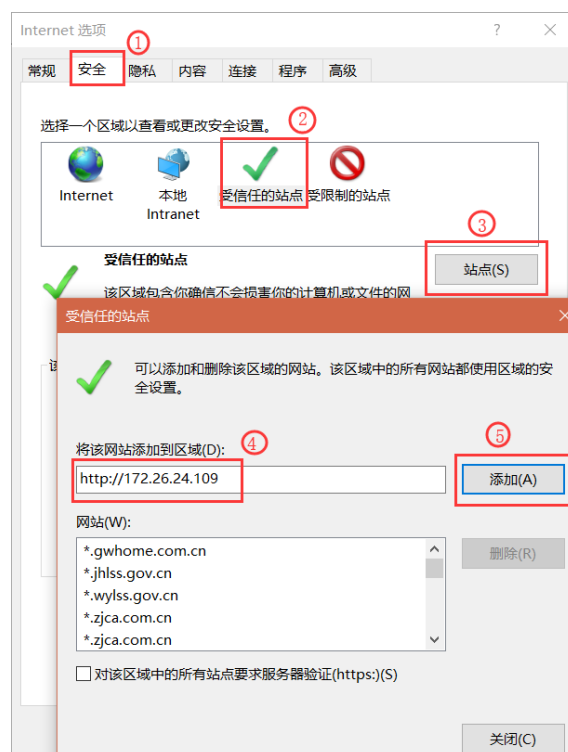 Internet 选项
①
常规 安全 隐私 内容 连接 程序 高级
选择一个区域以查看或更改安全设置。 ②
Internet 本地 Intranet 受信任的站点 受限制的站点
③
受信任的站点
站点(S)
该区域包含你确信不会损害你的计算机或文件的网
受信任的站点
可以添加和删除该区域的网站。该区域中的所有网站都使用区域的安
全设置。
将该网站添加到区域(D): ④ ⑤
http://172.26.24.109 添加(A)
网站(W):
*.gwhome.com.cn 删除(R)
*.jhlss.gov.cn
*.wylss.gov.cn
*.zjca.com.cn
*.zjca.com.cn
对该区域中的所有站点要求服务器验证(https:)(S)
关闭(C)